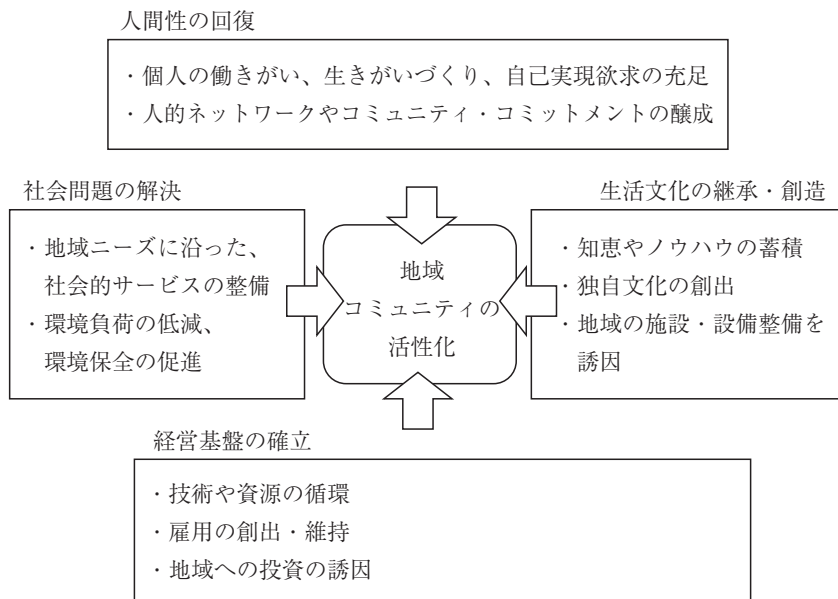 人間性の回復
・個人の働きがい、生きがいづくり、自己実現欲求の充足
・人的ネットワークやコミュニティ・コミットメントの醸成
社会問題の解決
・地域ニーズに沿った、
社会的サービスの整備
・環境負荷の低減、
環境保全の促進
地域
コミュニティの
活性化
生活文化の継承・創造
・知恵やノウハウの蓄積
・独自文化の創出
・地域の施設・設備整備を
誘因
経営基盤の確立
・技術や資源の循環
・雇用の創出・維持
・地域への投資の誘因